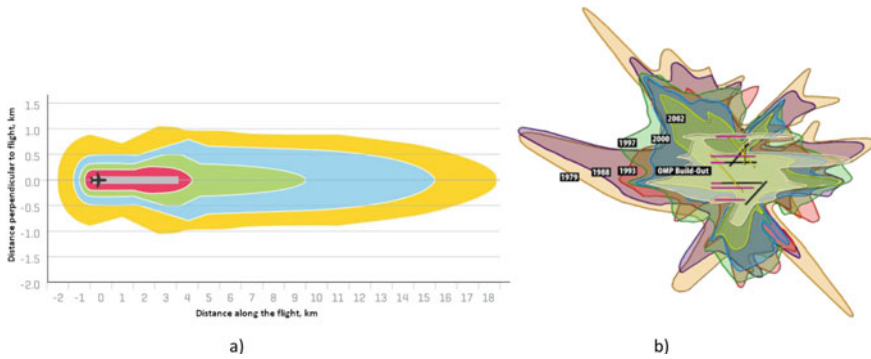 1.5
1.0
0.5
0.0
-0.5
-1.0
-1.5
-2.0
Distance perpendicular to flight, km
-2 -1 0 1 2 3 4 5 6 7 8 9 10 11 12 13 14 15 16 17 18
Distance along the flight, km
a)
2002
2000
1997
1993
1988
1979
OMP Build-Out
b)